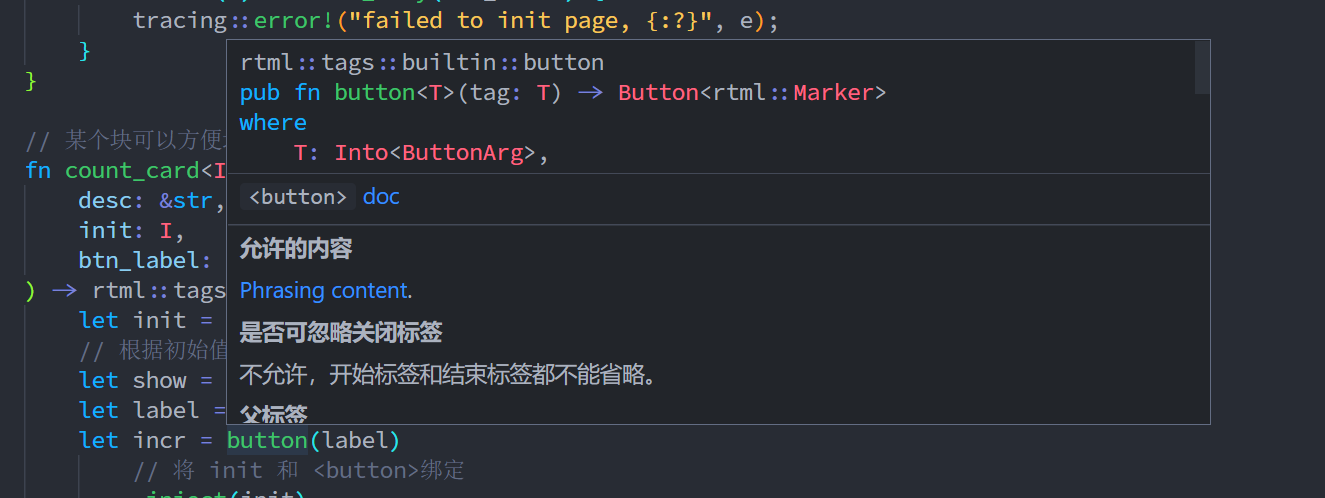 tracing::error!("failed to init page, {:?}", e);
}
}
rtml::tags::builtin::button
pub fn button<T>(tag: T) -> Button<rtml::Marker>
where
T: Into<ButtonArg>,
<button> doc
允许的内容
Phrasing content.
是否可忽略关闭标签
不允许，开始标签和结束标签都不能省略。
父标签
// 某个块可以方便
fn count_card<I
desc: &str,
init: I,
btn_label:
) -> rtml::tags
let init =
// 根据初始值
let show =
let label =
let incr = button(label)
// 将 init 和 <button>绑定
.inject(init)